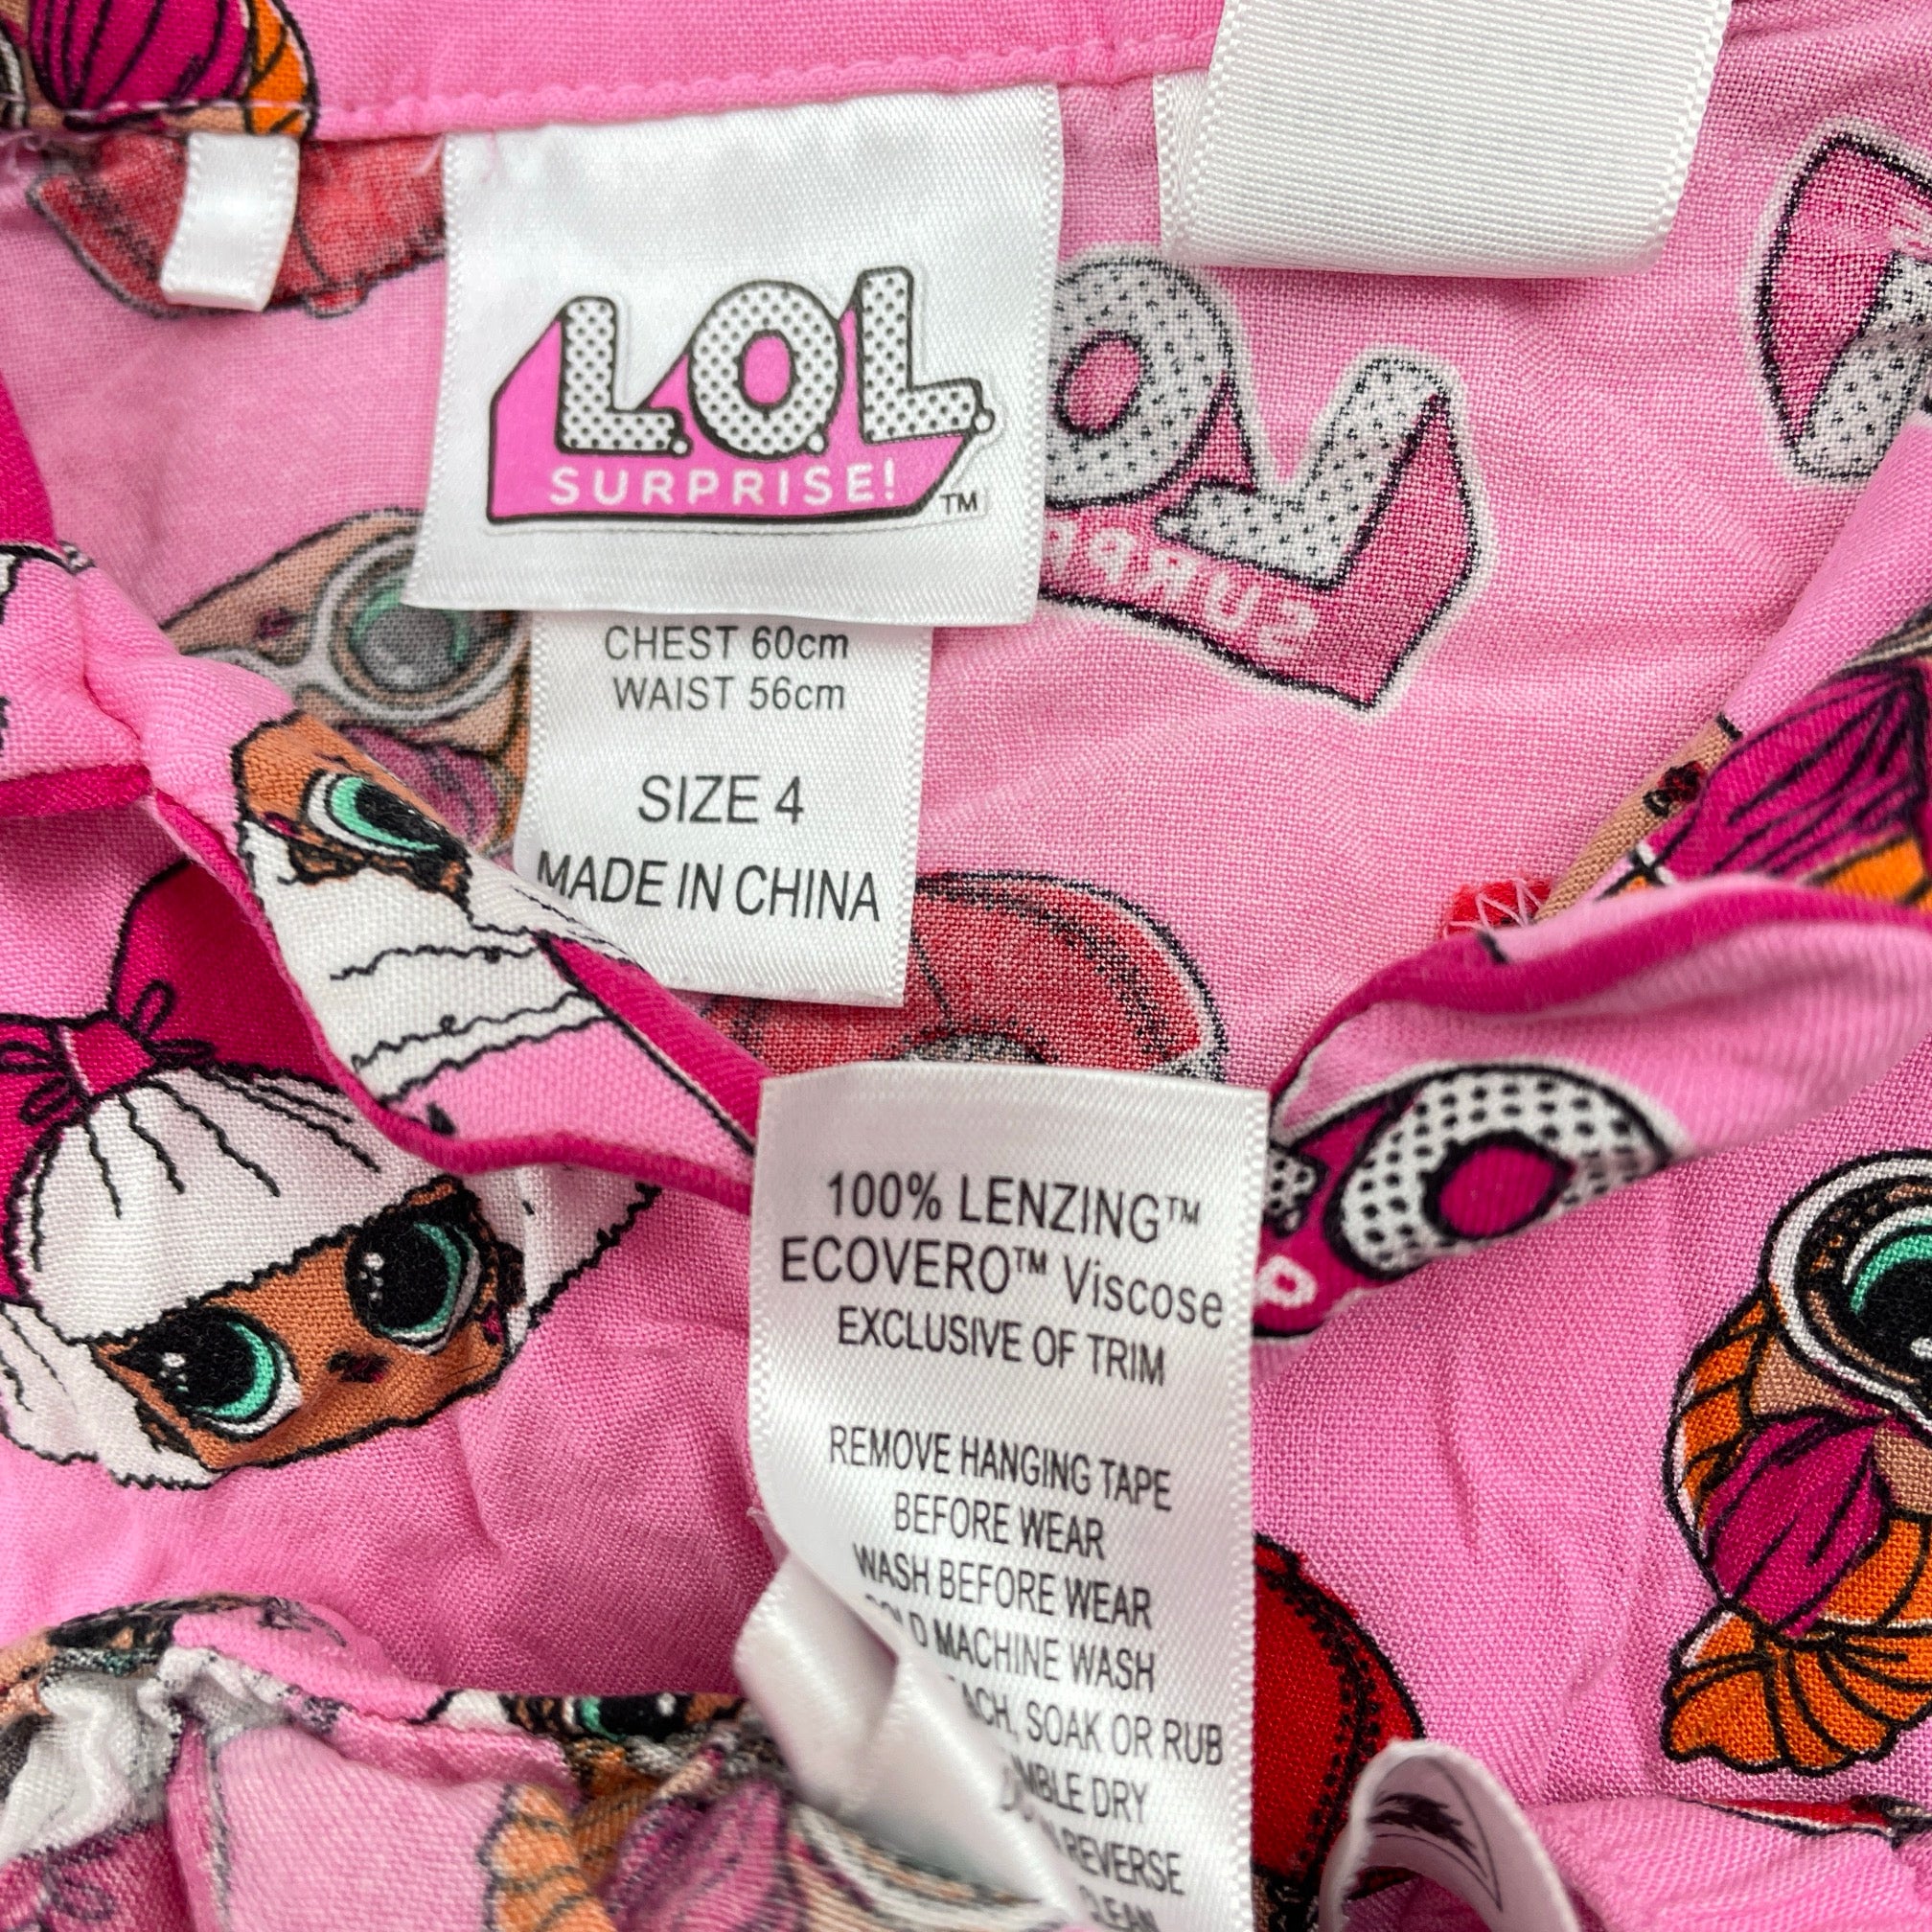 L.O.L.
SURPRISE!™
CHEST 60cm
WAIST 56cm
SIZE 4
MADE IN CHINA
100% LENZING™
ECOVERO™ Viscose
EXCLUSIVE OF TRIM
REMOVE HANGING TAPE
BEFORE WEAR
WASH BEFORE WEAR
MACHINE WASH
SOAK OR RUB
DRY
REVERSE